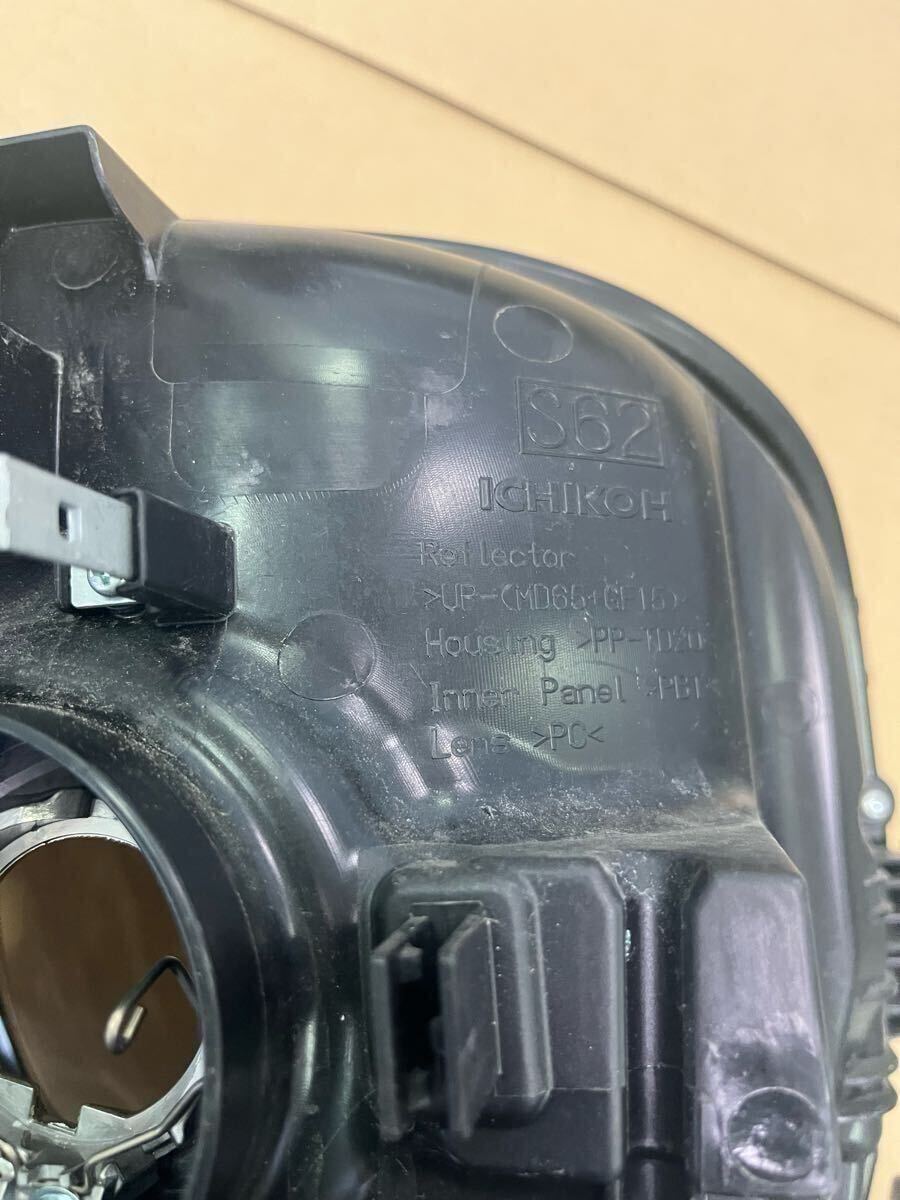 S62
ICHIKOH
Reflector
>UP-(MD65+GF15)<
Housing >PP-TD20
Inner Panel >PBT<
Lens >PC<